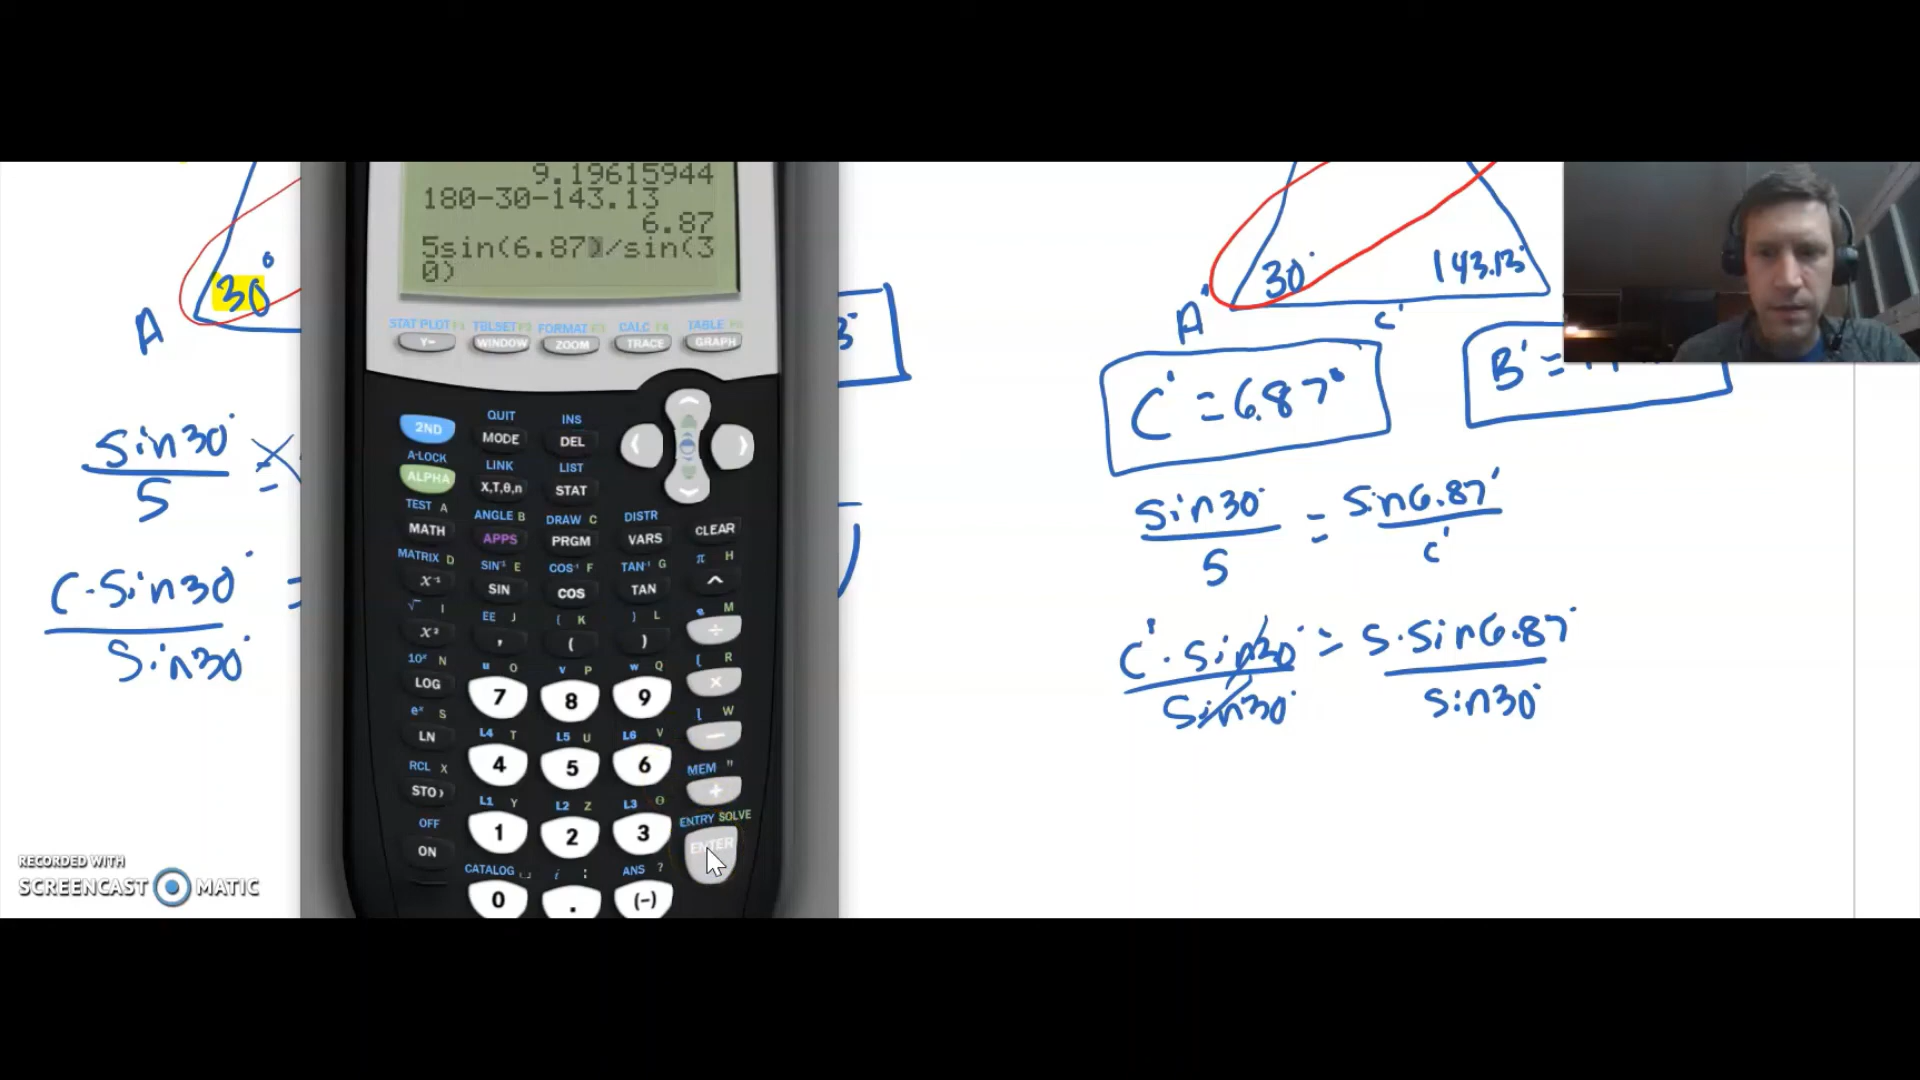 9.19615944
180-30-143.13
6.87
5sin(6.87)/sin(3
0)
STAT PLOT F1 TBLSET F2 FORMAT F3 CALC F4 TABLE F5
Y= WINDOW ZOOM TRACE GRAPH
QUIT INS
2ND MODE DEL
A-LOCK LINK LIST
ALPHA X,T,θ,n STAT
TEST A ANGLE B DRAW C DISTR
MATH APPS PRGM VARS CLEAR
MATRIX D SIN⁻¹ E COS⁻¹ F TAN⁻¹ G π H
X⁻¹ SIN COS TAN ^
√ I EE J { K } L e M
X² , ( ) ÷
10ˣ N u O v P w Q [ R
LOG 7 8 9 ×
eˣ S L4 T L5 U L6 V ] W
LN 4 5 6 −
RCL X L1 Y L2 Z L3 θ MEM "
STO› 1 2 3 +
OFF CATALOG i : ANS ? ENTRY SOLVE
ON 0 . (-) ENTER
A
30°
3°
sin30°
=
5
C·Sin30° =
Sin30°
A'
30°
143.13°
c'
C' = 6.87°
B' =
sin30° = sin6.87°
5 c'
C'·sin30° = 5·sin6.87°
sin30° sin30°
RECORDED WITH
SCREENCAST MATIC